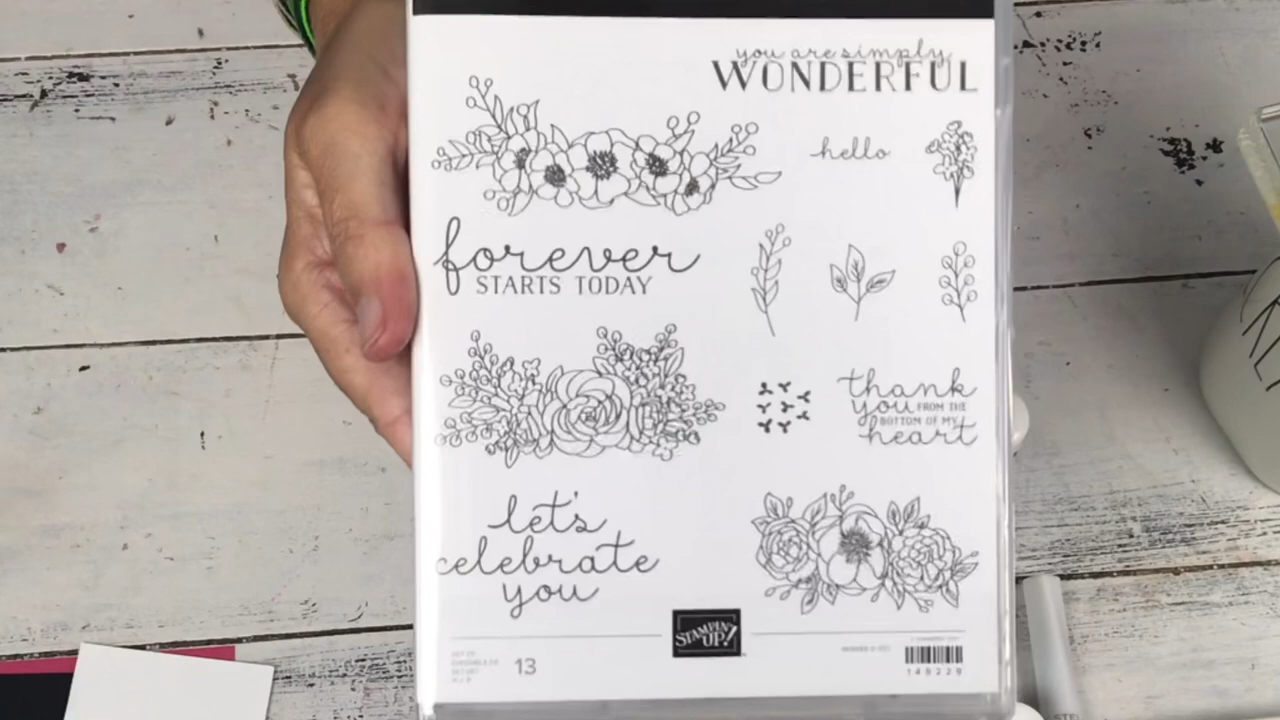 you are simply
WONDERFUL
hello
forever
STARTS TODAY
thank
you FROM THE
BOTTOM OF MY
heart
let's
celebrate
you
STAMPIN'
UP!
13
148229